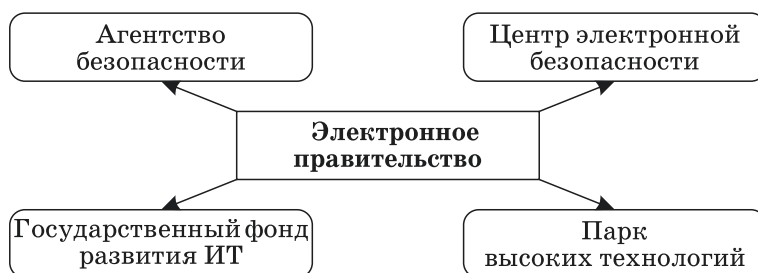 Агентство
безопасности
Центр электронной
безопасности
Электронное
правительство
Государственный фонд
развития ИТ
Парк
высоких технологий